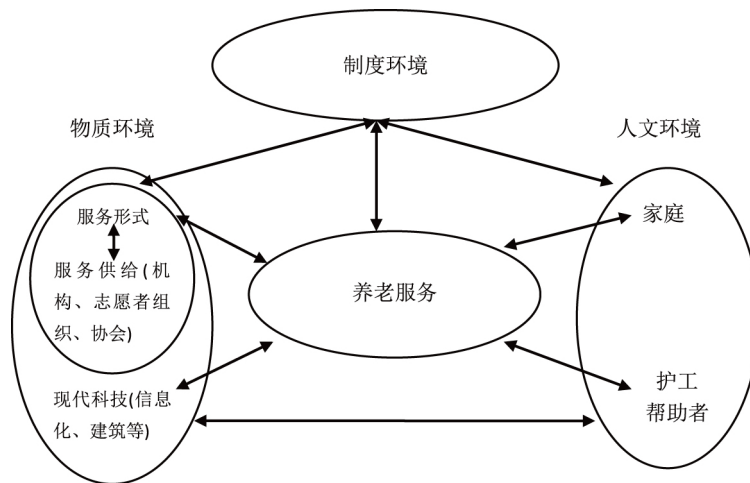 制度环境
物质环境
人文环境
服务形式
服务供给(机
构、志愿者组
织、协会)
现代科技(信息
化、建筑等)
养老服务
家庭
护工
帮助者